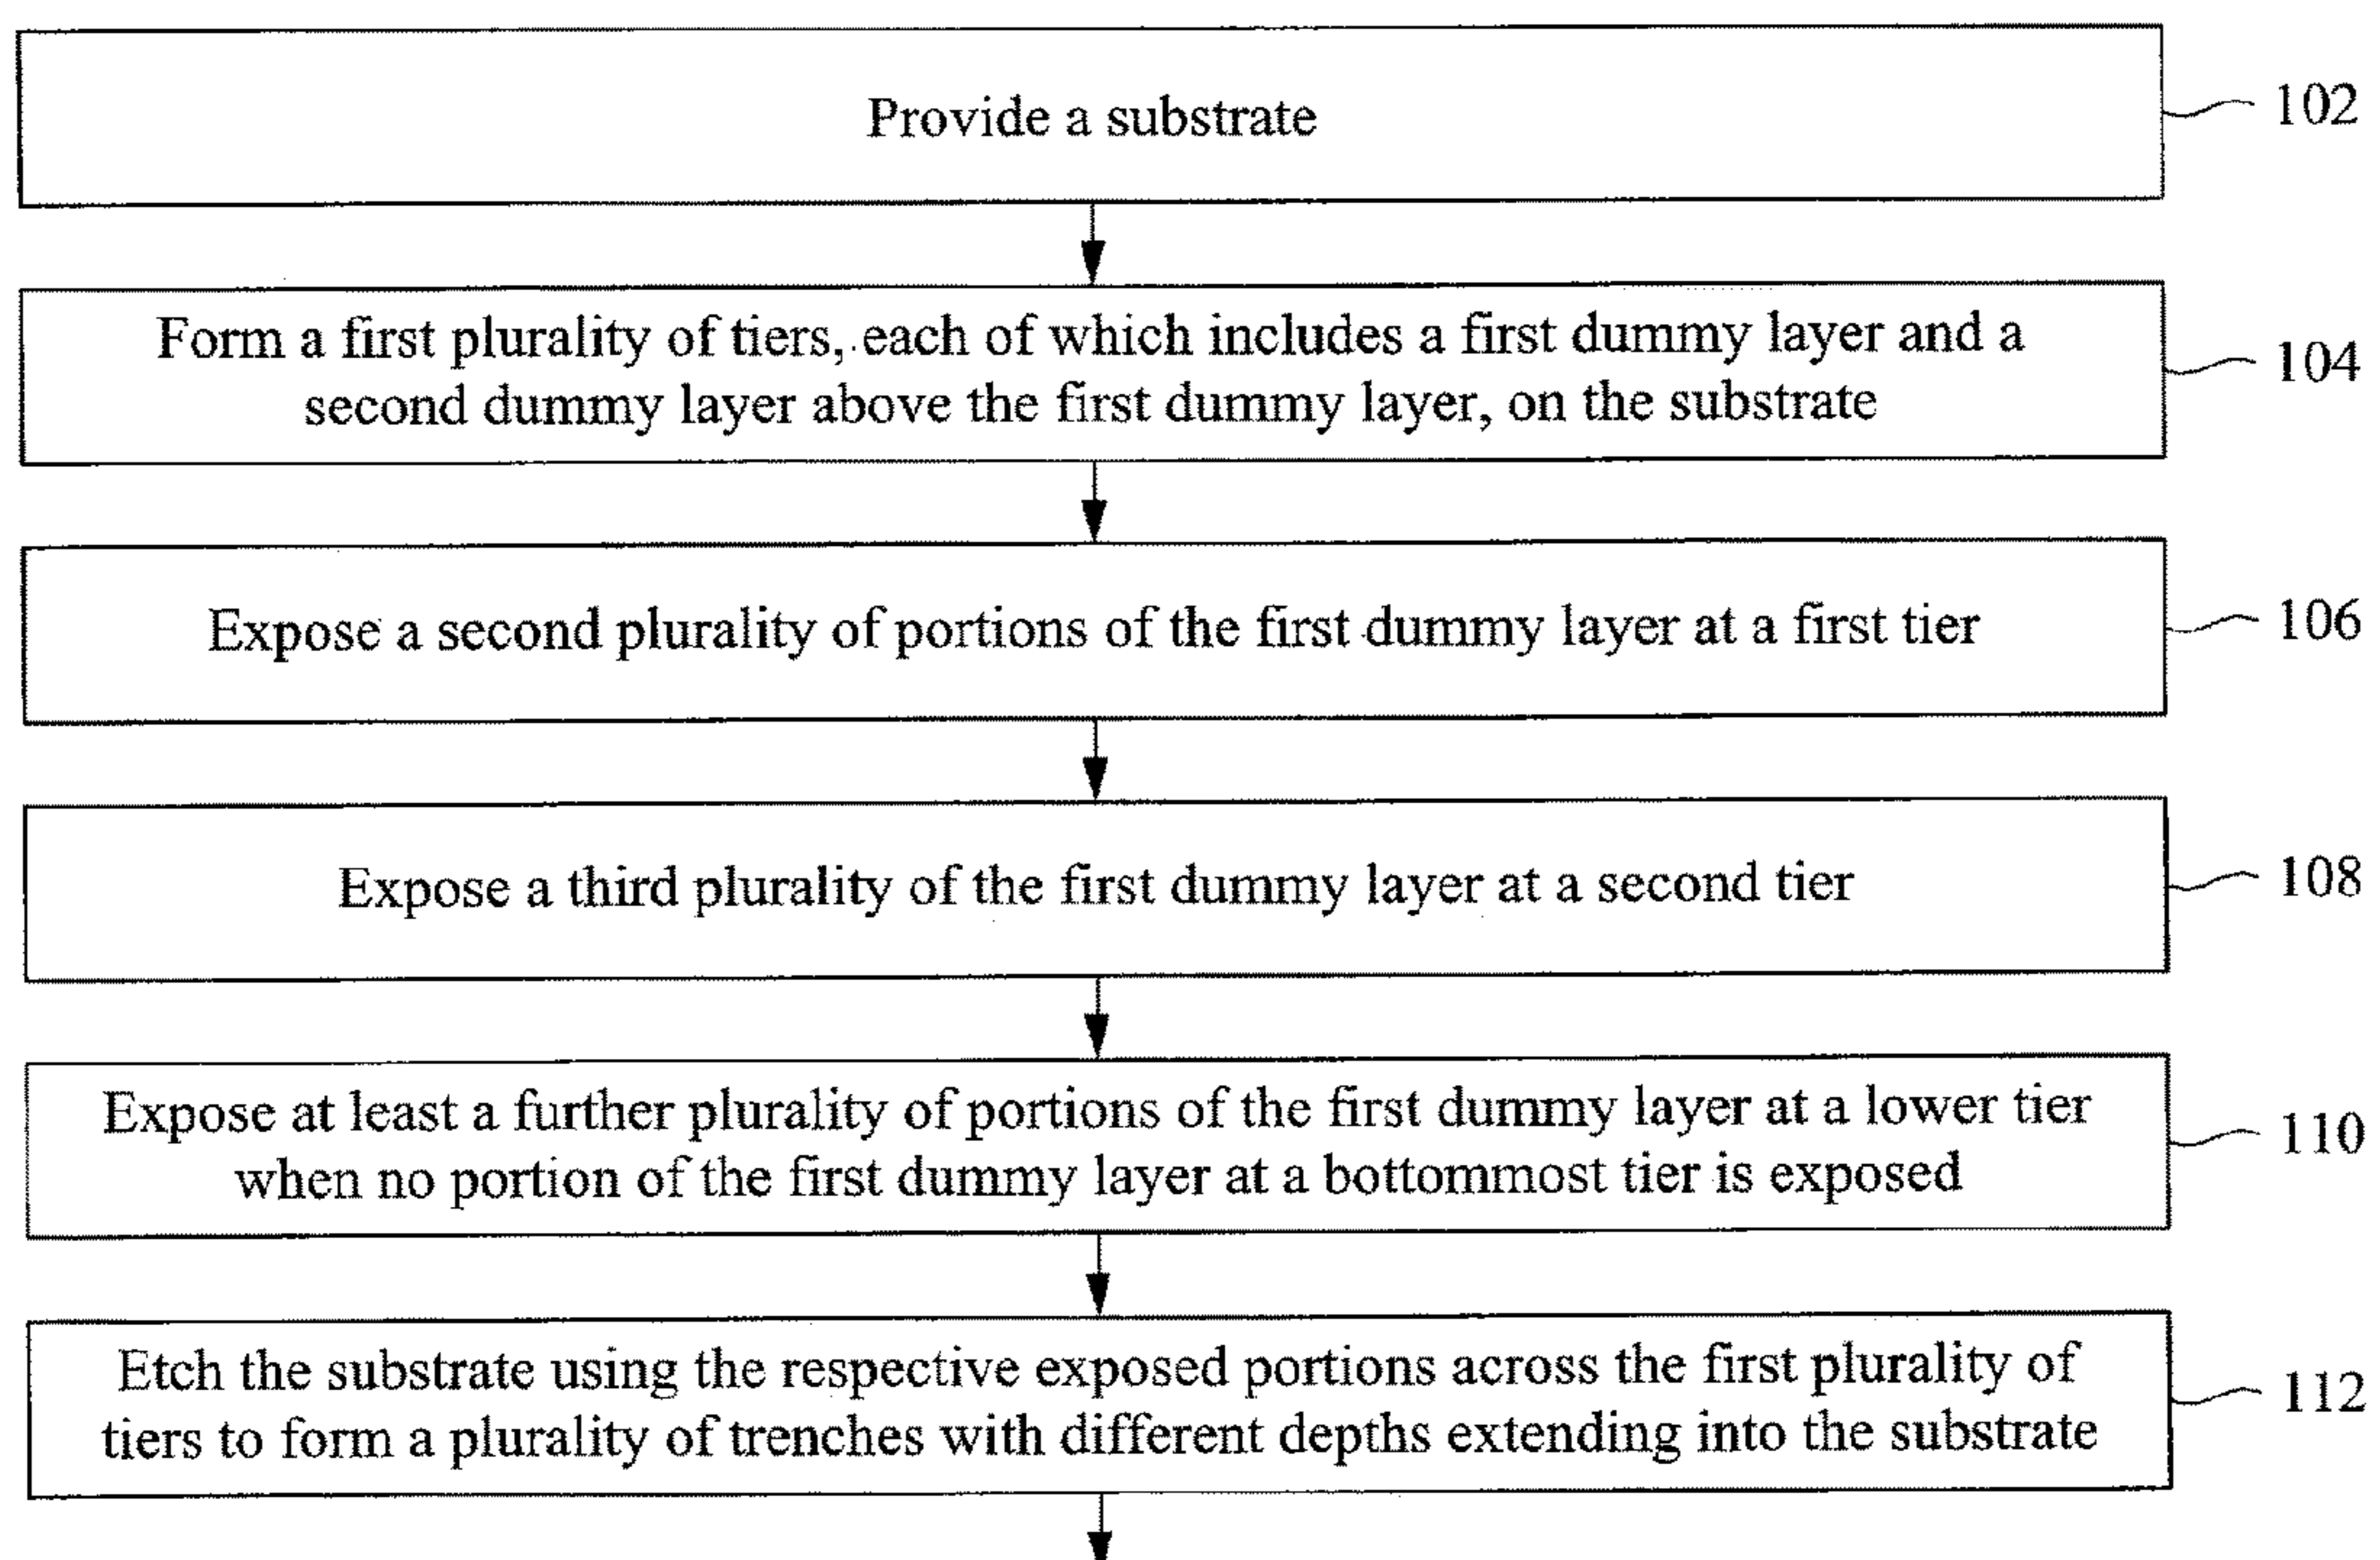 Provide a substrate
102
Form a first plurality of tiers, each of which includes a first dummy layer and a
second dummy layer above the first dummy layer, on the substrate
104
Expose a second plurality of portions of the first dummy layer at a first tier
106
Expose a third plurality of the first dummy layer at a second tier
108
Expose at least a further plurality of portions of the first dummy layer at a lower tier
when no portion of the first dummy layer at a bottommost tier is exposed
110
Etch the substrate using the respective exposed portions across the first plurality of
tiers to form a plurality of trenches with different depths extending into the substrate
112